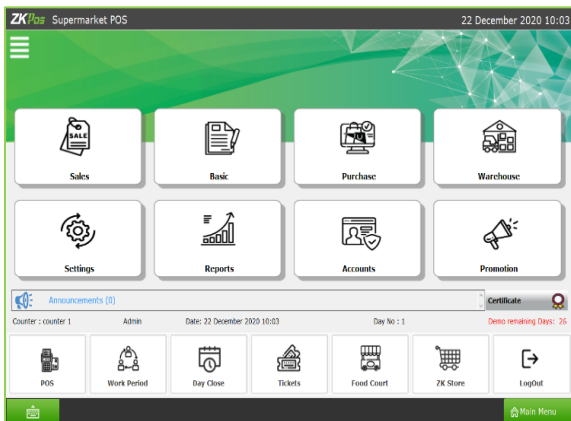 ZKPos Supermarket POS 22 December 2020 10:03
SALE
Sales Basic Purchase Warehouse
Settings Reports Accounts Promotion
Announcements (0) Certificate
Counter : counter 1 Admin Date: 22 December 2020 10:03 Day No : 1 Demo remaining Days: 26
POS Work Period Day Close Tickets Food Court ZK Store LogOut
Main Menu